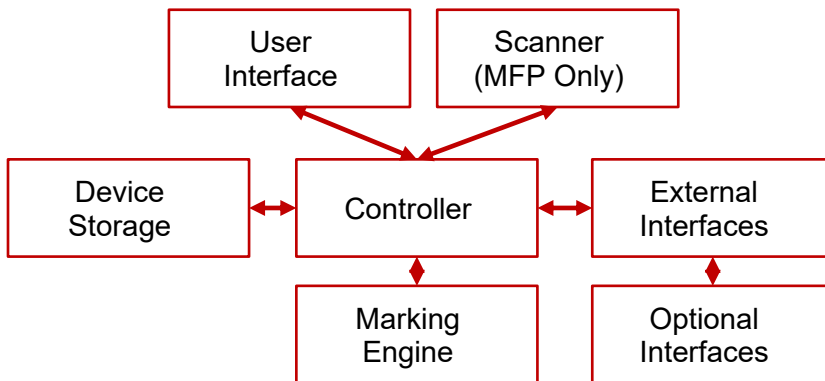 User
Interface
Scanner
(MFP Only)
Device
Storage
Controller
External
Interfaces
Marking
Engine
Optional
Interfaces